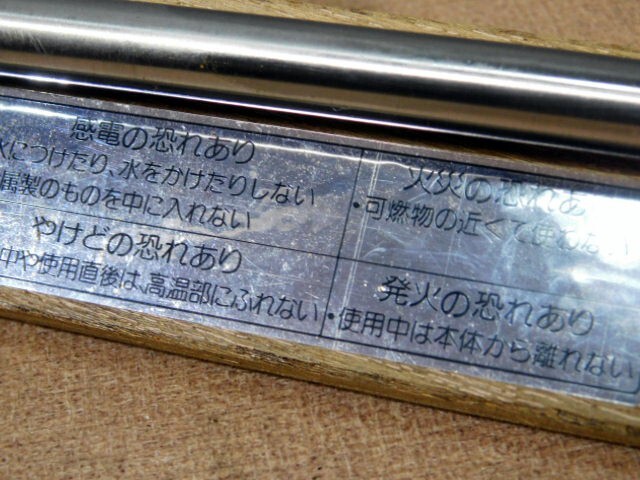 感電の恐れあり
水につけたり、水をかけたりしない
属製のものを中に入れない
やけどの恐れあり
中や使用直後は、高温部にふれない
火災の恐れあ
・可燃物の近くで使わない
発火の恐れあり
・使用中は本体から離れない